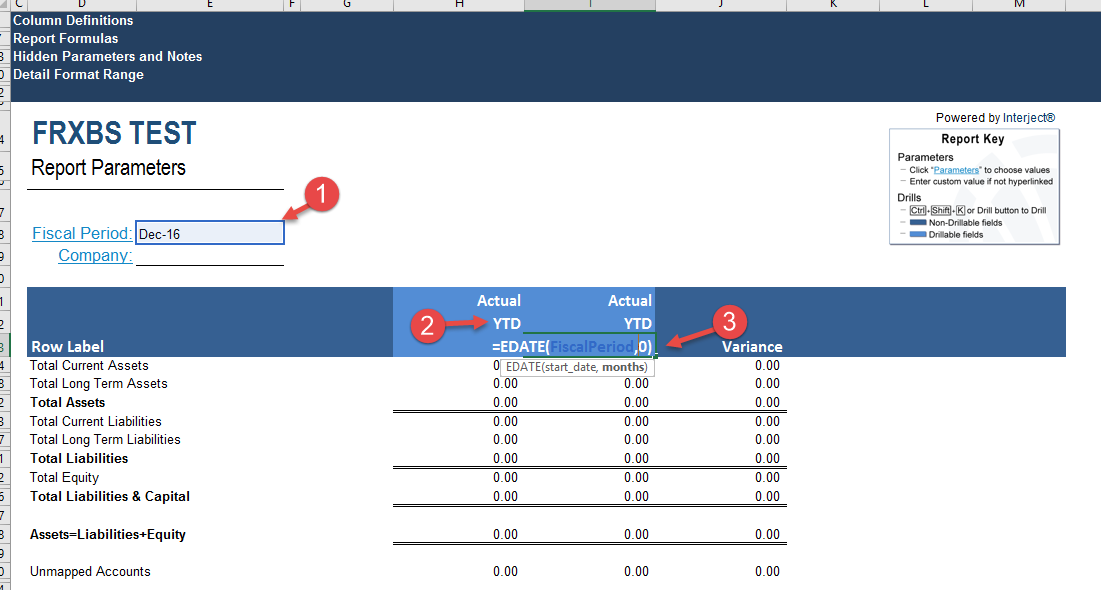 C D E F G H I J K L M
Column Definitions
Report Formulas
Hidden Parameters and Notes
Detail Format Range
FRXBS TEST
Report Parameters
Powered by Interject®
Report Key
Parameters
– Click "Parameters" to choose values
– Enter custom value if not hyperlinked
Drills
– Ctrl+Shift+K or Drill button to Drill
– Non-Drillable fields
– Drillable fields
1
Fiscal Period: Dec-16
Company:
Actual Actual
2 YTD YTD 3
Row Label =EDATE(FiscalPeriod,0) Variance
EDATE(start_date, months)
Total Current Assets 0 0.00
Total Long Term Assets 0.00 0.00 0.00
Total Assets 0.00 0.00 0.00
Total Current Liabilities 0.00 0.00 0.00
Total Long Term Liabilities 0.00 0.00 0.00
Total Liabilities 0.00 0.00 0.00
Total Equity 0.00 0.00 0.00
Total Liabilities & Capital 0.00 0.00 0.00
Assets=Liabilities+Equity 0.00 0.00 0.00
Unmapped Accounts 0.00 0.00 0.00